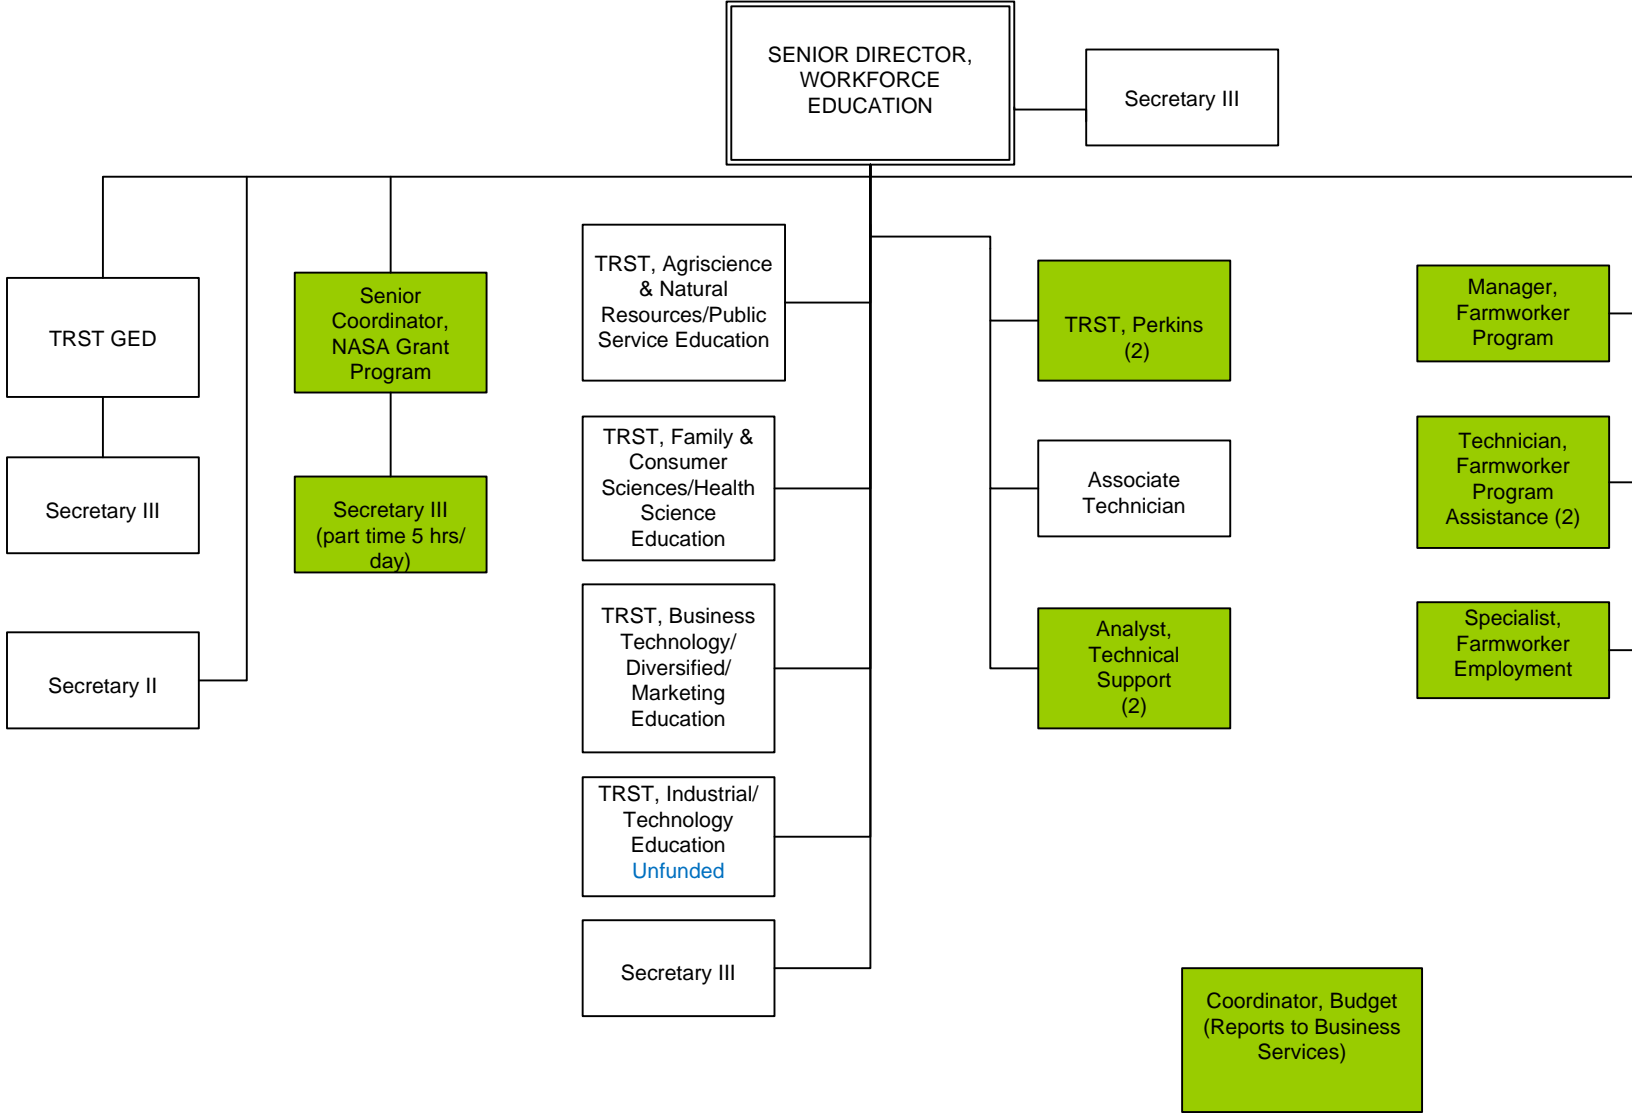 SENIOR DIRECTOR,
WORKFORCE
EDUCATION
Secretary III
TRST GED
Secretary III
Secretary II
Senior
Coordinator,
NASA Grant
Program
Secretary III
(part time 5 hrs/
day)
TRST, Agriscience
& Natural
Resources/Public
Service Education
TRST, Family &
Consumer
Sciences/Health
Science
Education
TRST, Business
Technology/
Diversified/
Marketing
Education
TRST, Industrial/
Technology
Education
Unfunded
Secretary III
TRST, Perkins
(2)
Associate
Technician
Analyst,
Technical
Support
(2)
Manager,
Farmworker
Program
Technician,
Farmworker
Program
Assistance (2)
Specialist,
Farmworker
Employment
Coordinator, Budget
(Reports to Business
Services)